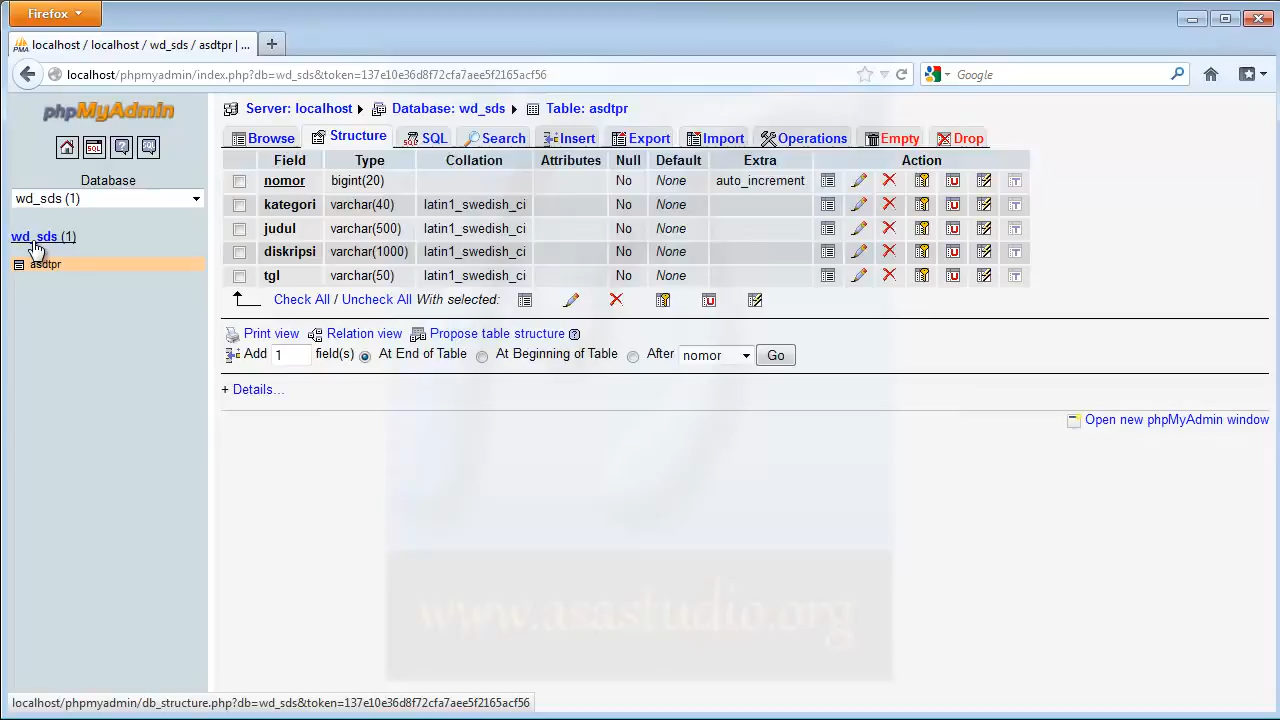 Firefox
localhost / localhost / wd_sds / asdtpr | ...
localhost/phpmyadmin/index.php?db=wd_sds&token=137e10e36d8f72cfa7aee5f2165acf56
Google
phpMyAdmin
Server: localhost Database: wd_sds Table: asdtpr
Browse Structure SQL Search Insert Export Import Operations Empty Drop
Database
wd_sds (1)
wd_sds (1)
asdtpr
Field Type Collation Attributes Null Default Extra Action
nomor bigint(20) No None auto_increment
kategori varchar(40) latin1_swedish_ci No None
judul varchar(500) latin1_swedish_ci No None
diskripsi varchar(1000) latin1_swedish_ci No None
tgl varchar(50) latin1_swedish_ci No None
Check All / Uncheck All With selected:
Print view Relation view Propose table structure
Add 1 field(s) At End of Table At Beginning of Table After nomor Go
+ Details...
Open new phpMyAdmin window
www.asastudio.org
localhost/phpmyadmin/db_structure.php?db=wd_sds&token=137e10e36d8f72cfa7aee5f2165acf56